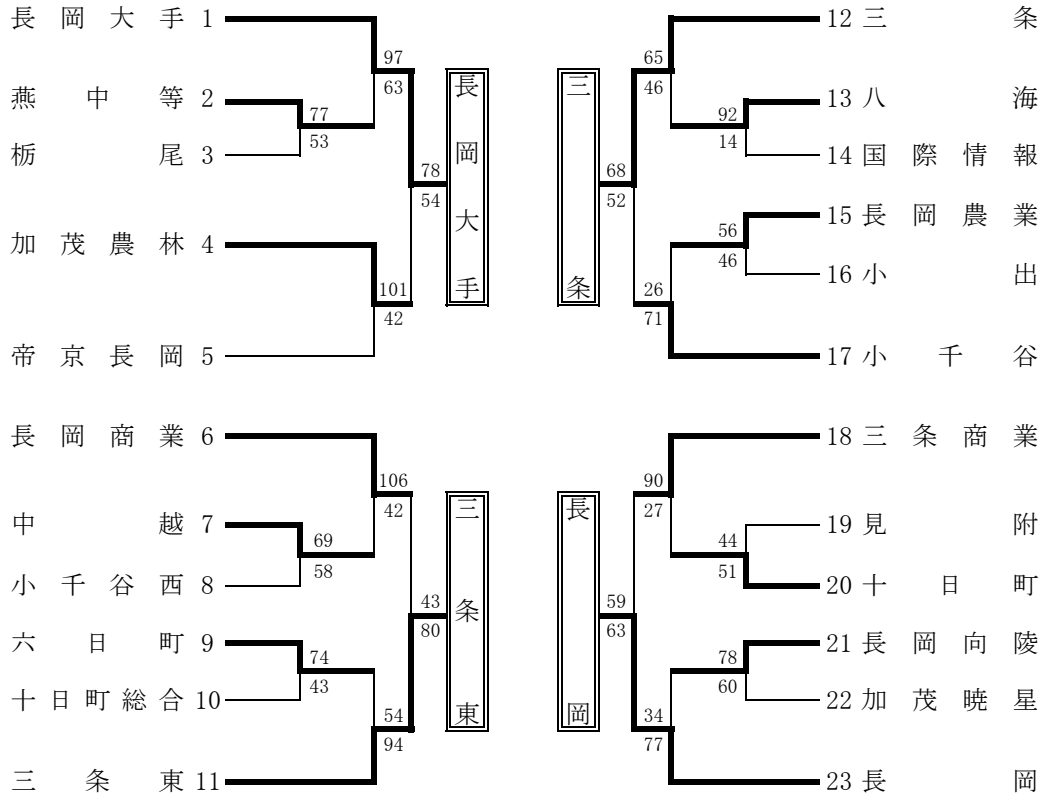 長岡大手 1
97
63
燕中等 2
77
53
栃尾 3
78
54
長岡大手
加茂農林 4
101
42
帝京長岡 5
長岡商業 6
106
42
中越 7
69
58
小千谷西 8
43
80
三条東
六日町 9
74
43
十日町総合 10
54
94
三条東 11
12 三条
65
46
13 八海
92
14
14 国際情報
三条
68
52
15 長岡農業
56
46
16 小出
26
71
17 小千谷
18 三条商業
90
27
19 見附
44
51
20 十日町
長岡
59
63
21 長岡向陵
78
60
22 加茂暁星
34
77
23 長岡